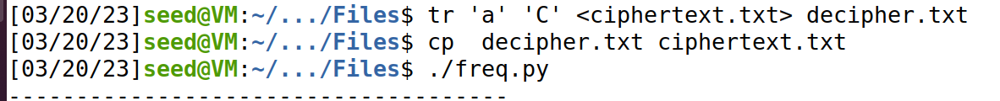 [03/20/23]seed@VM:~/.../Files$ tr 'a' 'C' <ciphertext.txt> decipher.txt
[03/20/23]seed@VM:~/.../Files$ cp  decipher.txt ciphertext.txt
[03/20/23]seed@VM:~/.../Files$ ./freq.py
-------------------------------------